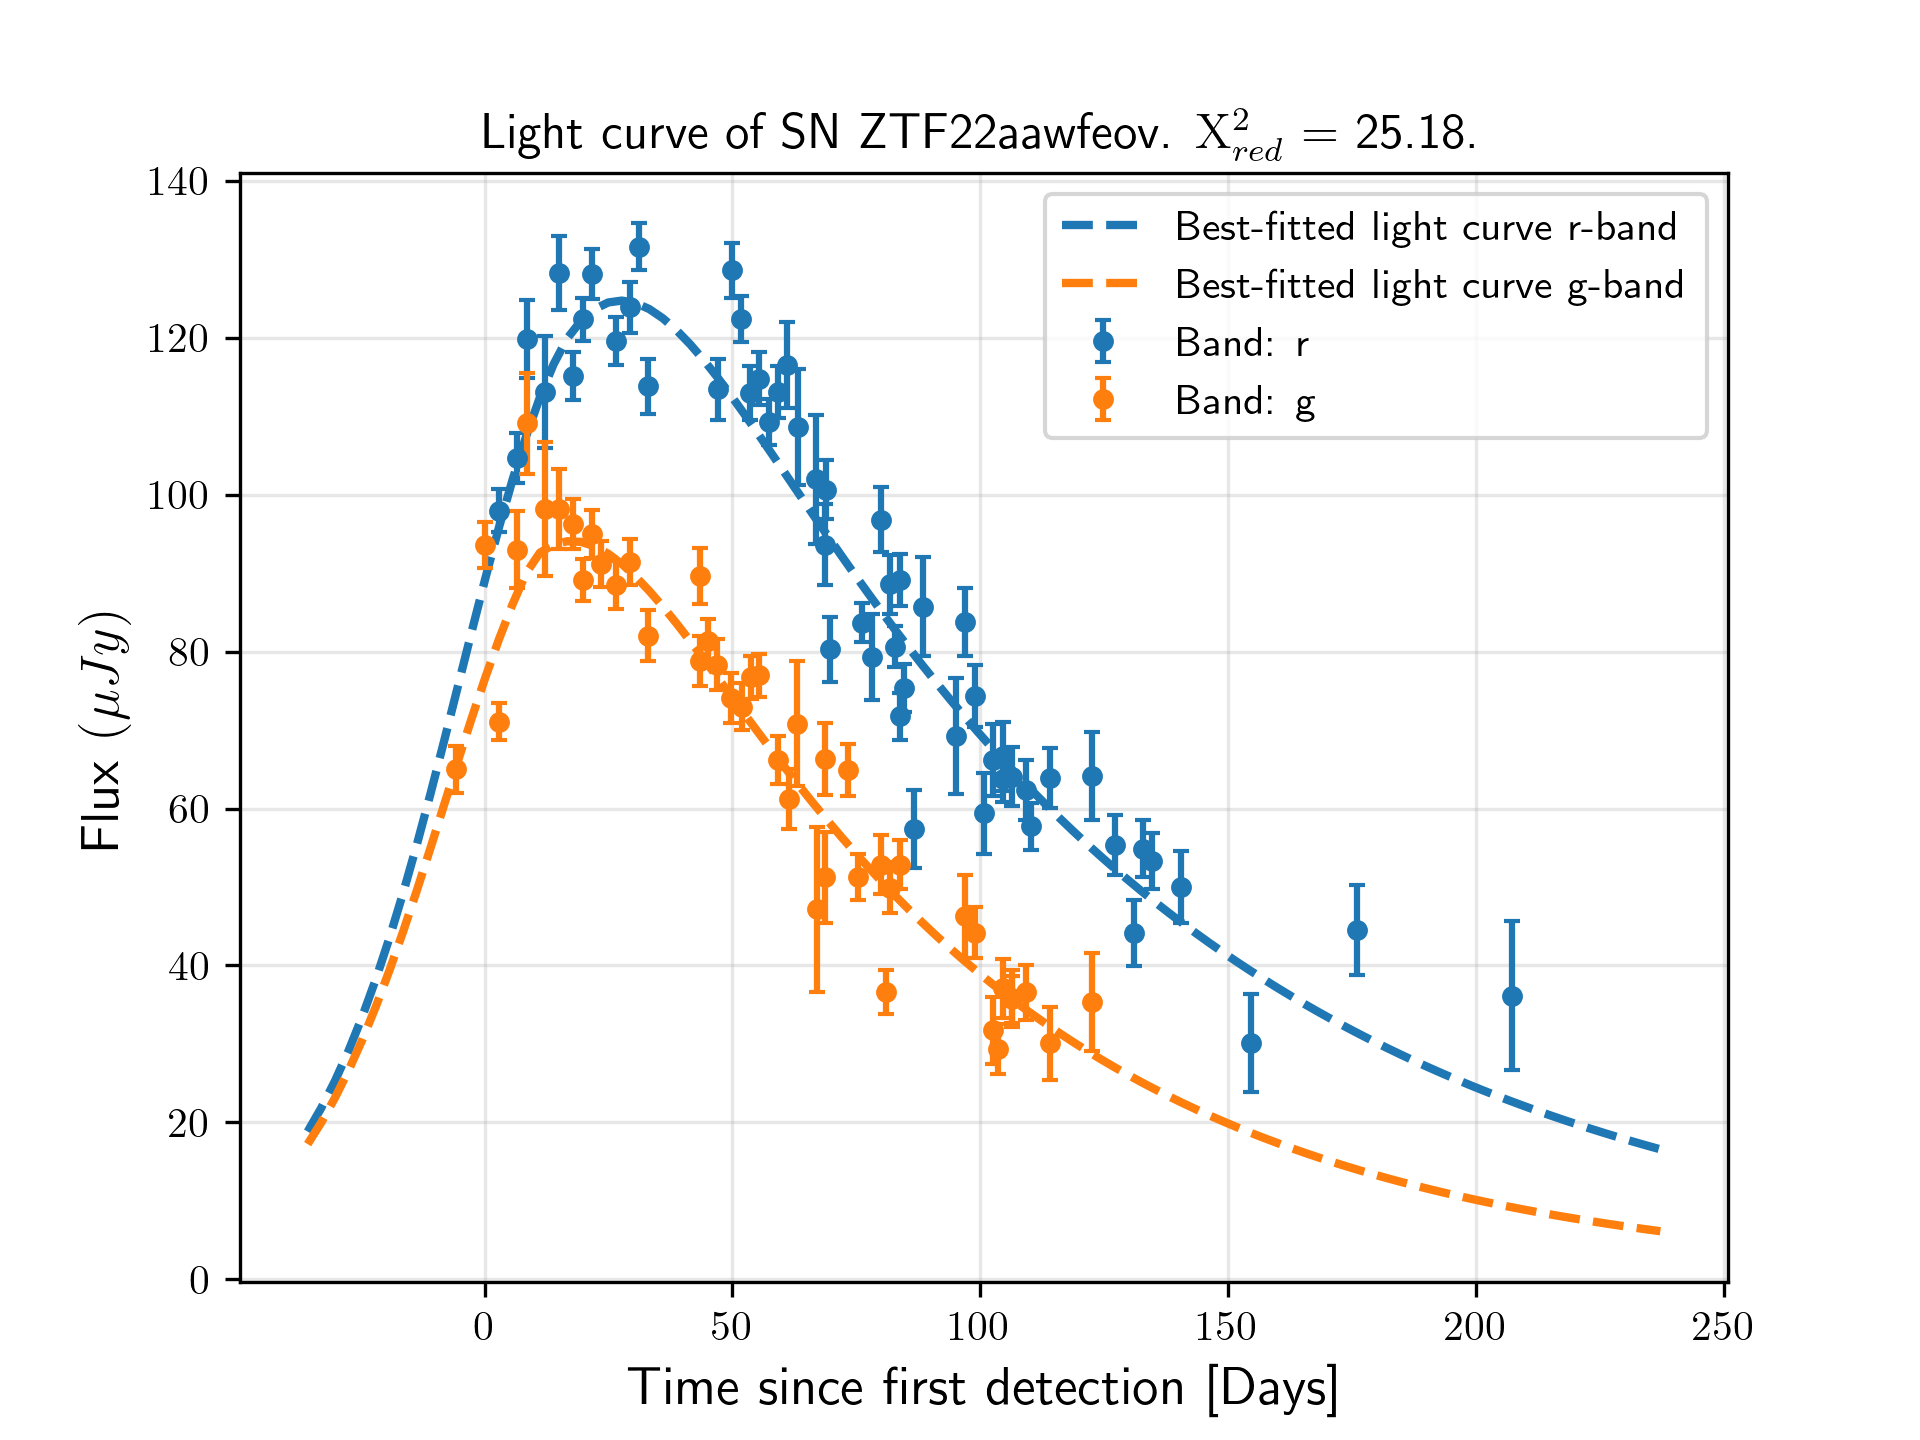 Light curve of SN ZTF22aawfeov. X²_red = 25.18.
140
120
100
80
60
40
20
0
Flux (μJy)
Best-fitted light curve r-band
Best-fitted light curve g-band
Band: r
Band: g
0 50 100 150 200 250
Time since first detection [Days]